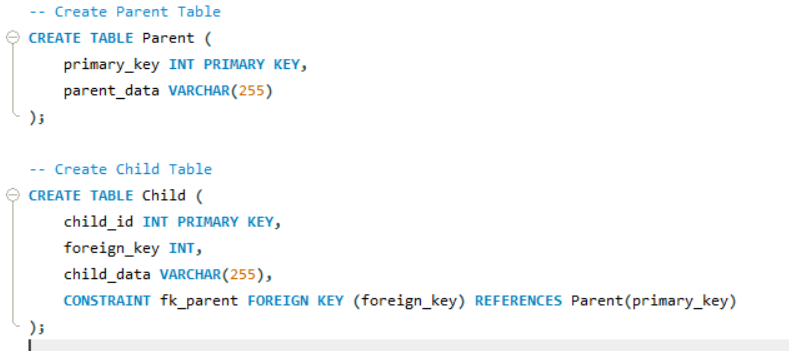 -- Create Parent Table
CREATE TABLE Parent (
    primary_key INT PRIMARY KEY,
    parent_data VARCHAR(255)
);

-- Create Child Table
CREATE TABLE Child (
    child_id INT PRIMARY KEY,
    foreign_key INT,
    child_data VARCHAR(255),
    CONSTRAINT fk_parent FOREIGN KEY (foreign_key) REFERENCES Parent(primary_key)
);